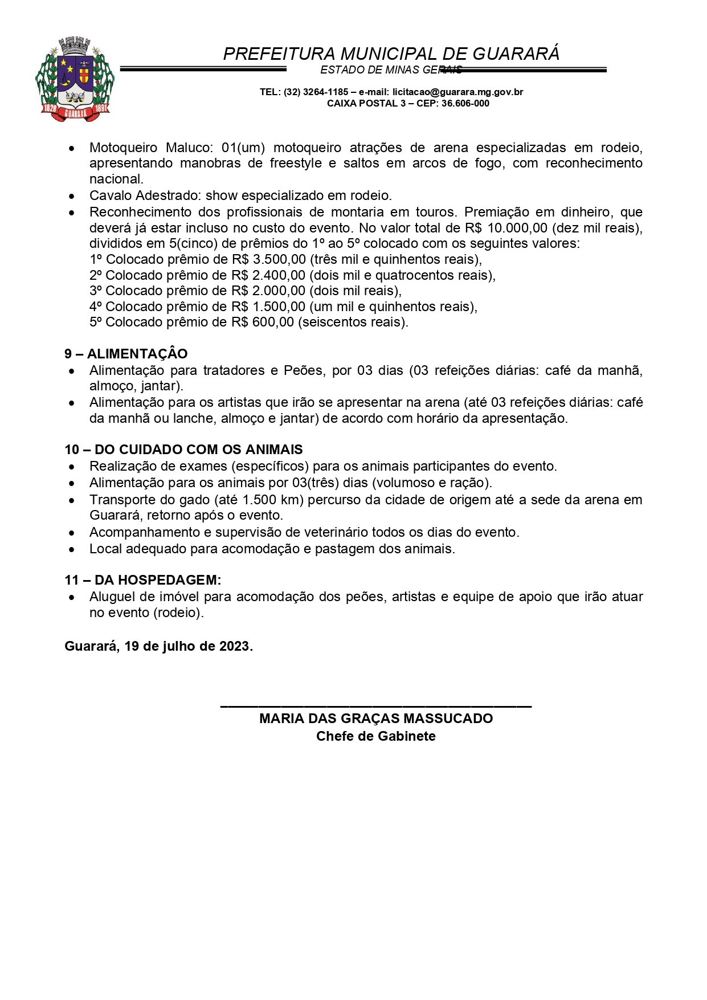 PREFEITURA MUNICIPAL DE GUARARÁ
ESTADO DE MINAS GERAIS
TEL: (32) 3264-1185 – e-mail: licitacao@guarara.mg.gov.br
CAIXA POSTAL 3 – CEP: 36.606-000
1828 GUARARÁ 1891
• Motoqueiro Maluco: 01(um) motoqueiro atrações de arena especializadas em rodeio,
apresentando manobras de freestyle e saltos em arcos de fogo, com reconhecimento
nacional.
• Cavalo Adestrado: show especializado em rodeio.
• Reconhecimento dos profissionais de montaria em touros. Premiação em dinheiro, que
deverá já estar incluso no custo do evento. No valor total de R$ 10.000,00 (dez mil reais),
divididos em 5(cinco) de prêmios do 1º ao 5º colocado com os seguintes valores:
1º Colocado prêmio de R$ 3.500,00 (três mil e quinhentos reais),
2º Colocado prêmio de R$ 2.400,00 (dois mil e quatrocentos reais),
3º Colocado prêmio de R$ 2.000,00 (dois mil reais),
4º Colocado prêmio de R$ 1.500,00 (um mil e quinhentos reais),
5º Colocado prêmio de R$ 600,00 (seiscentos reais).
9 – ALIMENTAÇÂO
• Alimentação para tratadores e Peões, por 03 dias (03 refeições diárias: café da manhã,
almoço, jantar).
• Alimentação para os artistas que irão se apresentar na arena (até 03 refeições diárias: café
da manhã ou lanche, almoço e jantar) de acordo com horário da apresentação.
10 – DO CUIDADO COM OS ANIMAIS
• Realização de exames (específicos) para os animais participantes do evento.
• Alimentação para os animais por 03(três) dias (volumoso e ração).
• Transporte do gado (até 1.500 km) percurso da cidade de origem até a sede da arena em
Guarará, retorno após o evento.
• Acompanhamento e supervisão de veterinário todos os dias do evento.
• Local adequado para acomodação e pastagem dos animais.
11 – DA HOSPEDAGEM:
• Aluguel de imóvel para acomodação dos peões, artistas e equipe de apoio que irão atuar
no evento (rodeio).
Guarará, 19 de julho de 2023.
MARIA DAS GRAÇAS MASSUCADO
Chefe de Gabinete